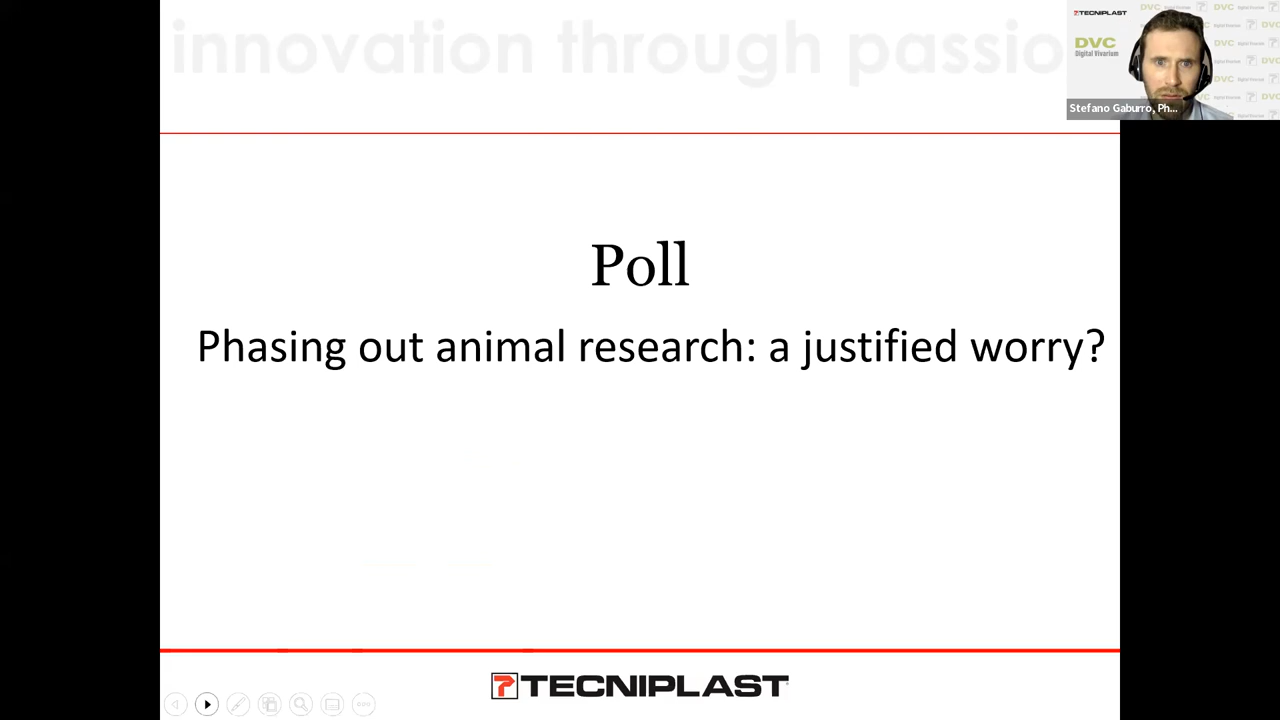 innovation through passio
TECNIPLAST
DVC
Digital Vivarium
Stefano Gaburro, Ph...
Poll
Phasing out animal research: a justified worry?
TECNIPLAST